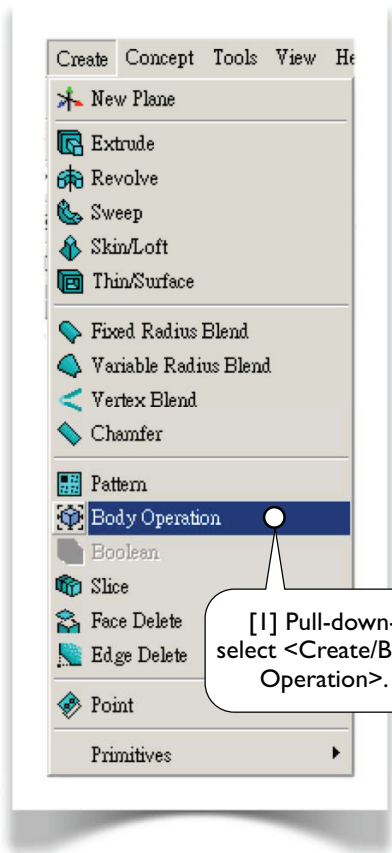 Create Concept Tools View He
New Plane
Extrude
Revolve
Sweep
Skin/Loft
Thin/Surface
Fixed Radius Blend
Variable Radius Blend
Vertex Blend
Chamfer
Pattern
Body Operation
Boolean
Slice
Face Delete
Edge Delete
Point
Primitives
[1] Pull-down-
select <Create/B
Operation>.